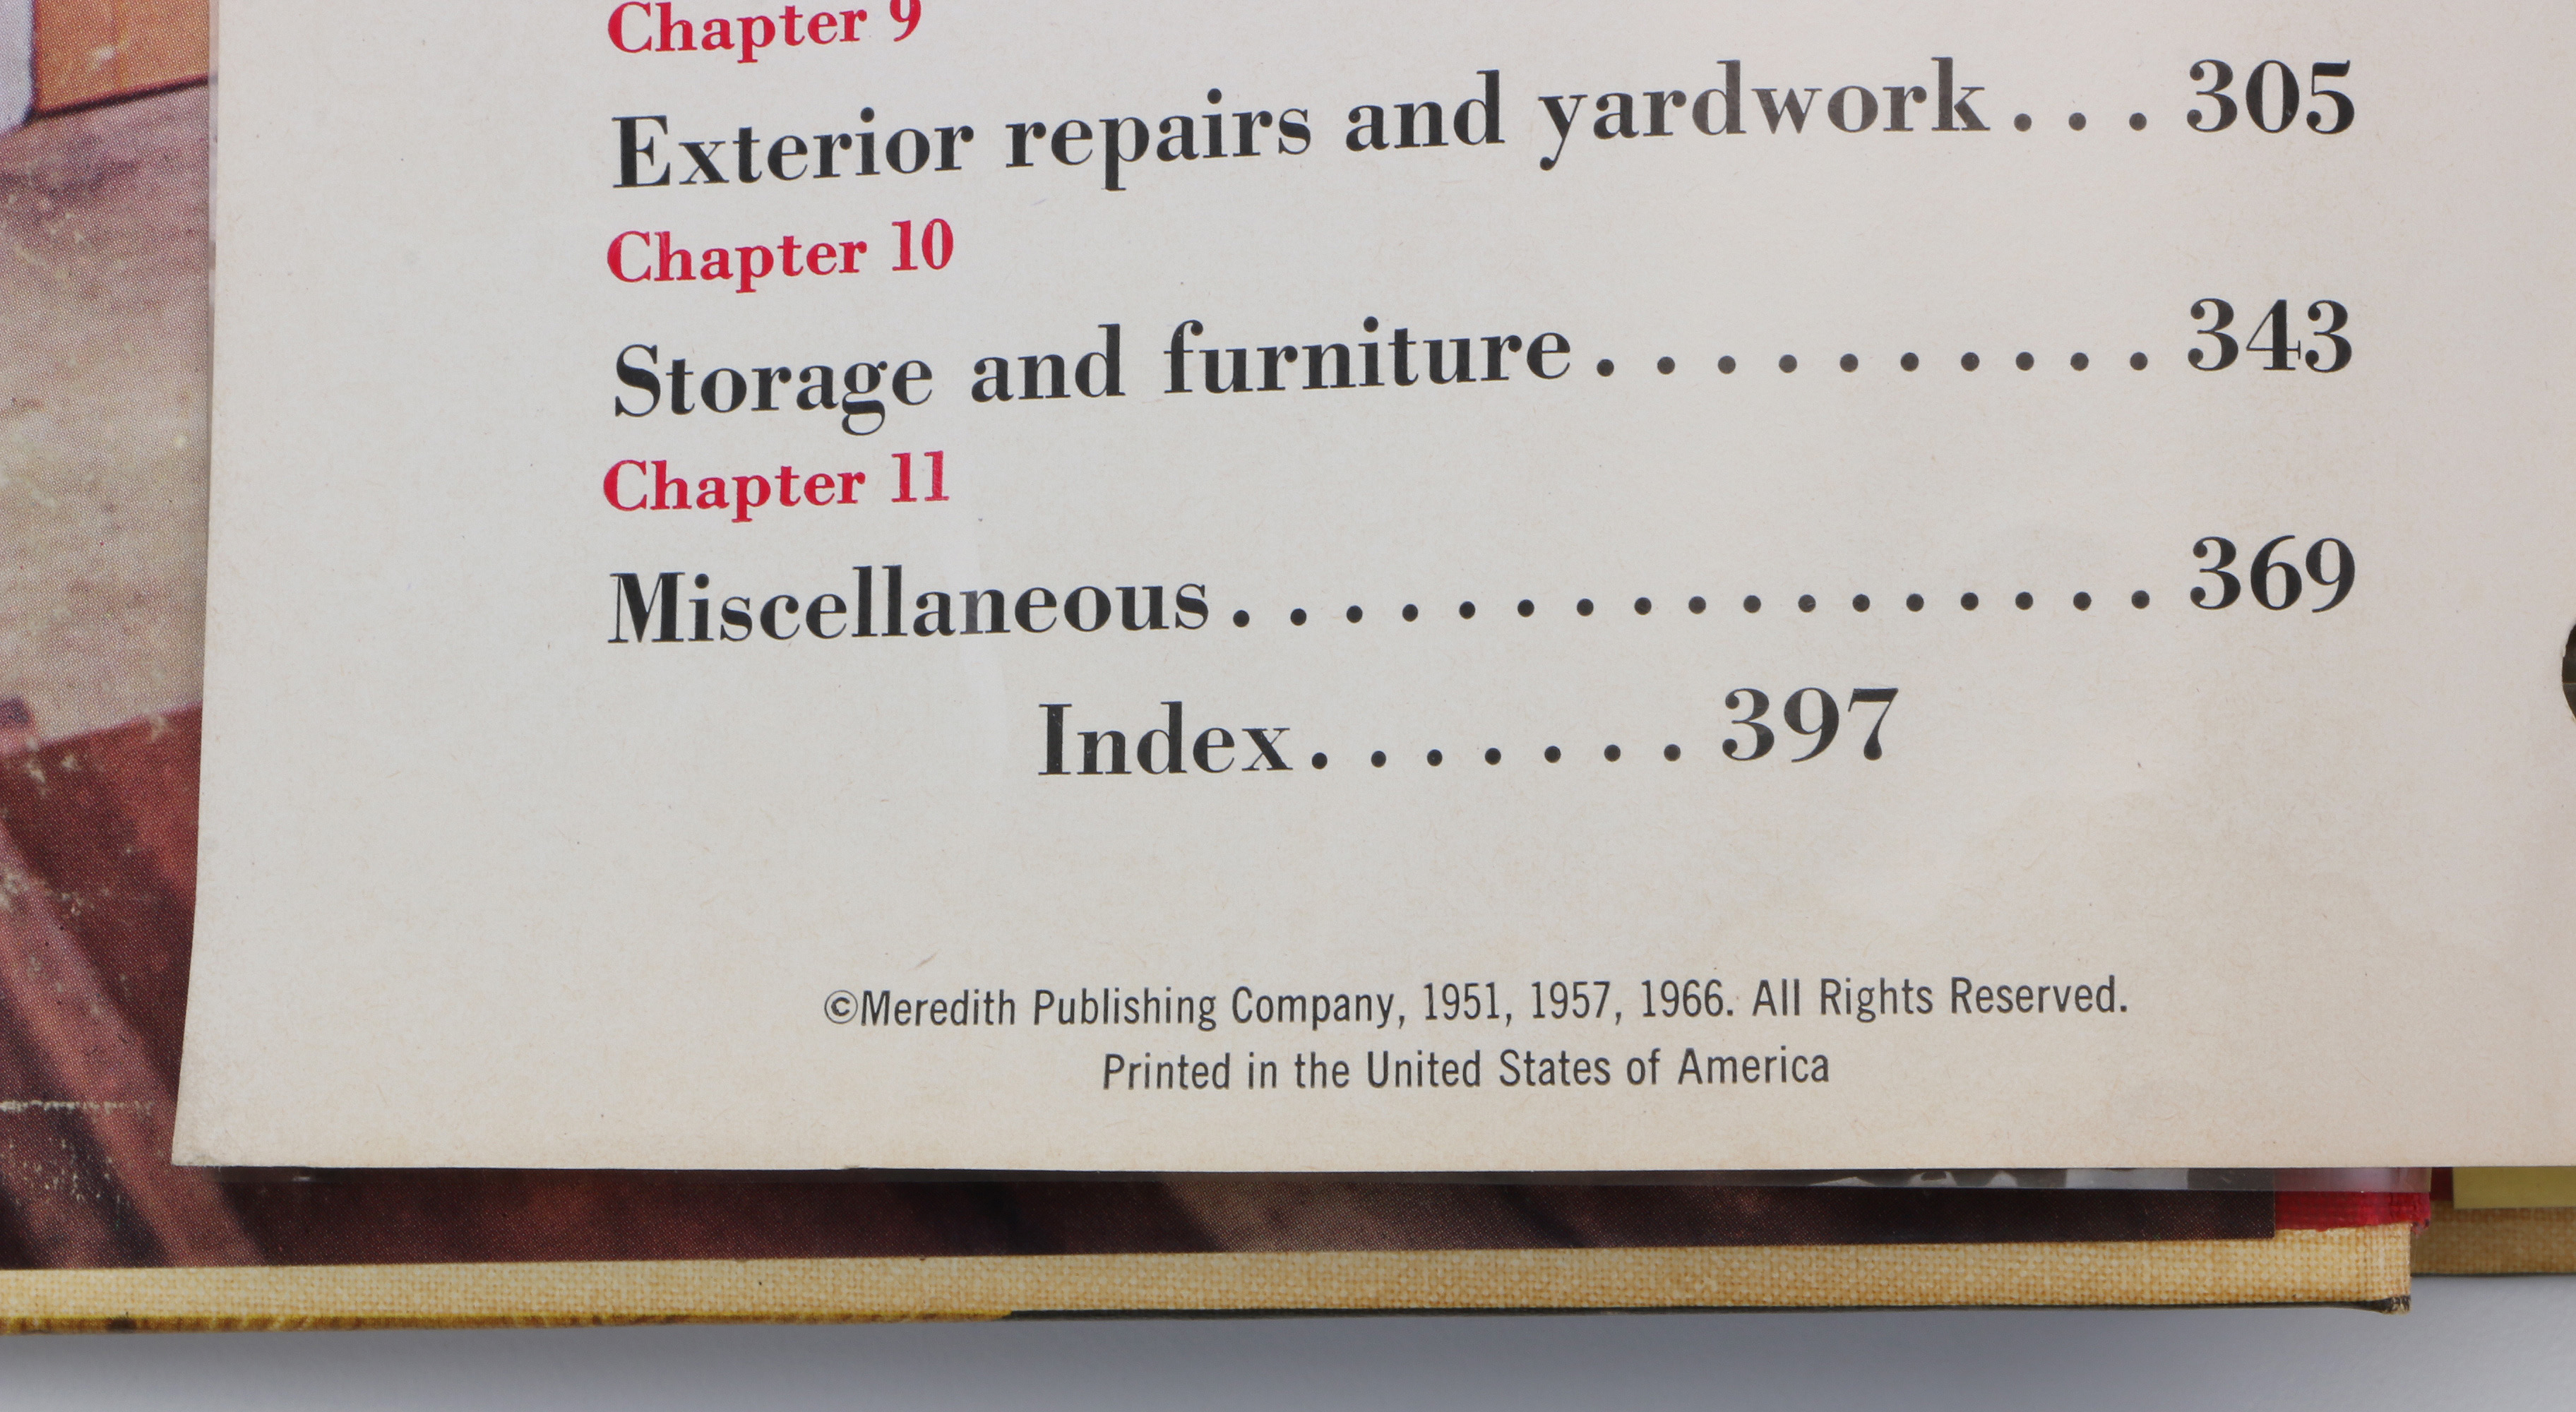 Chapter 9
Exterior repairs and yardwork... 305
Chapter 10
Storage and furniture.......... 343
Chapter 11
Miscellaneous................. 369
Index....... 397
©Meredith Publishing Company, 1951, 1957, 1966. All Rights Reserved.
Printed in the United States of America